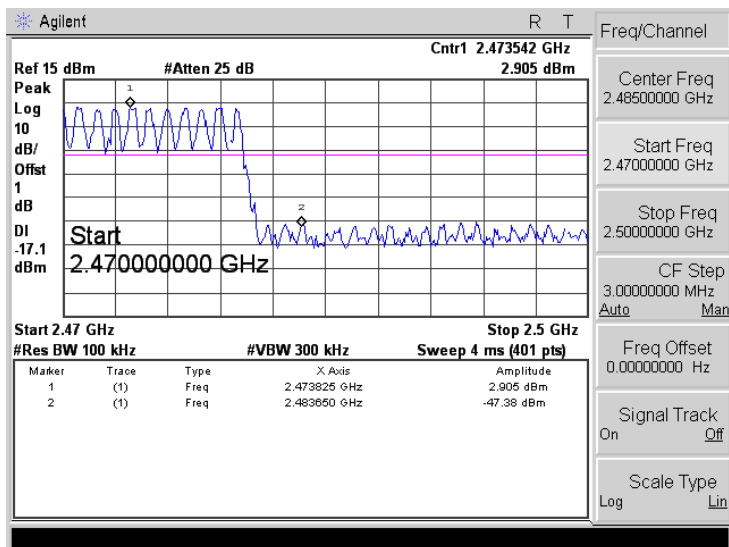 Agilent R T
Cntr1 2.473542 GHz
Ref 15 dBm #Atten 25 dB 2.905 dBm
Peak
Log
10
dB/
Offst
1
dB
DI
-17.1
dBm
1
2
Start
2.470000000 GHz
Start 2.47 GHz Stop 2.5 GHz
#Res BW 100 kHz #VBW 300 kHz Sweep 4 ms (401 pts)
Marker Trace Type X Axis Amplitude
1 (1) Freq 2.473825 GHz 2.905 dBm
2 (1) Freq 2.483650 GHz -47.38 dBm
Freq/Channel
Center Freq
2.48500000 GHz
Start Freq
2.47000000 GHz
Stop Freq
2.50000000 GHz
CF Step
3.00000000 MHz
Auto Man
Freq Offset
0.00000000 Hz
Signal Track
On Off
Scale Type
Log Lin